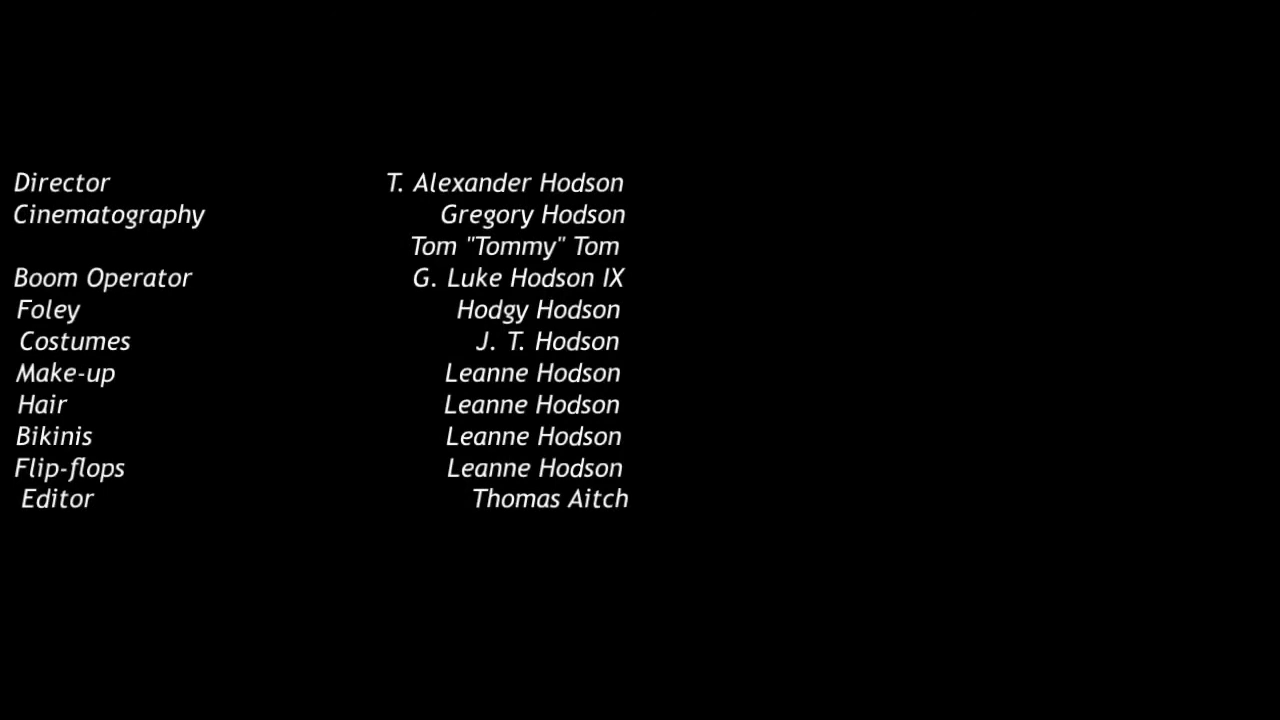 Director T. Alexander Hodson
Cinematography Gregory Hodson
Tom "Tommy" Tom
Boom Operator G. Luke Hodson IX
Foley Hodgy Hodson
Costumes J. T. Hodson
Make-up Leanne Hodson
Hair Leanne Hodson
Bikinis Leanne Hodson
Flip-flops Leanne Hodson
Editor Thomas Aitch